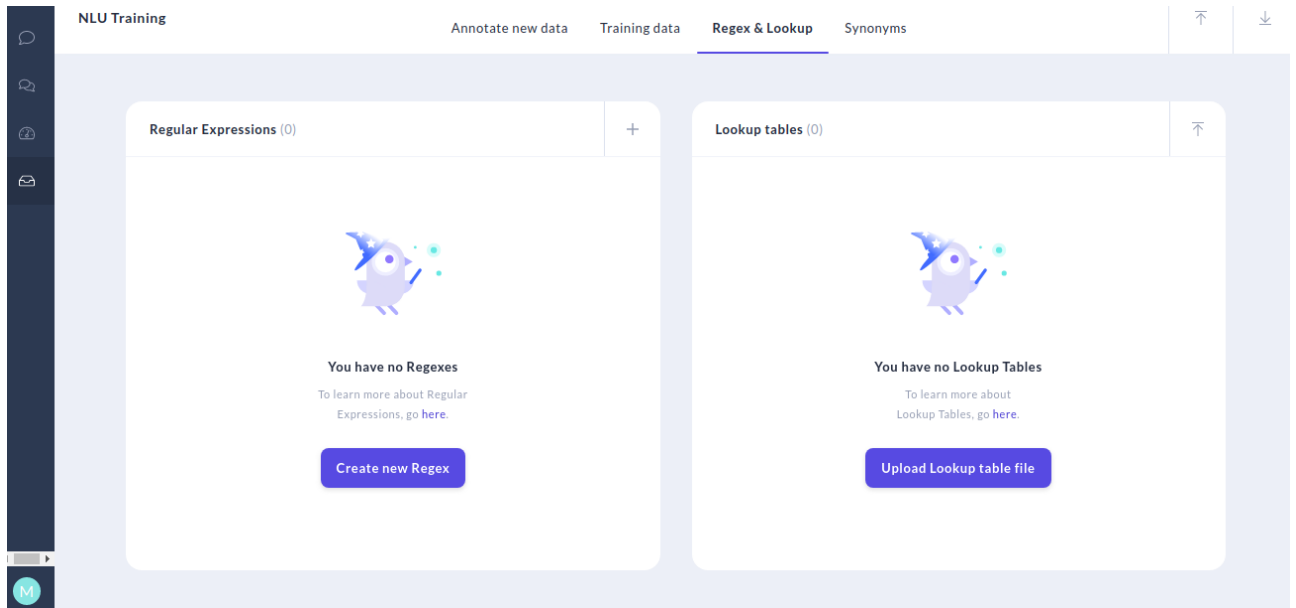 NLU Training
Annotate new data
Training data
Regex & Lookup
Synonyms
Regular Expressions (0)
Lookup tables (0)
You have no Regexes
To learn more about Regular
Expressions, go here.
Create new Regex
You have no Lookup Tables
To learn more about
Lookup Tables, go here.
Upload Lookup table file
M